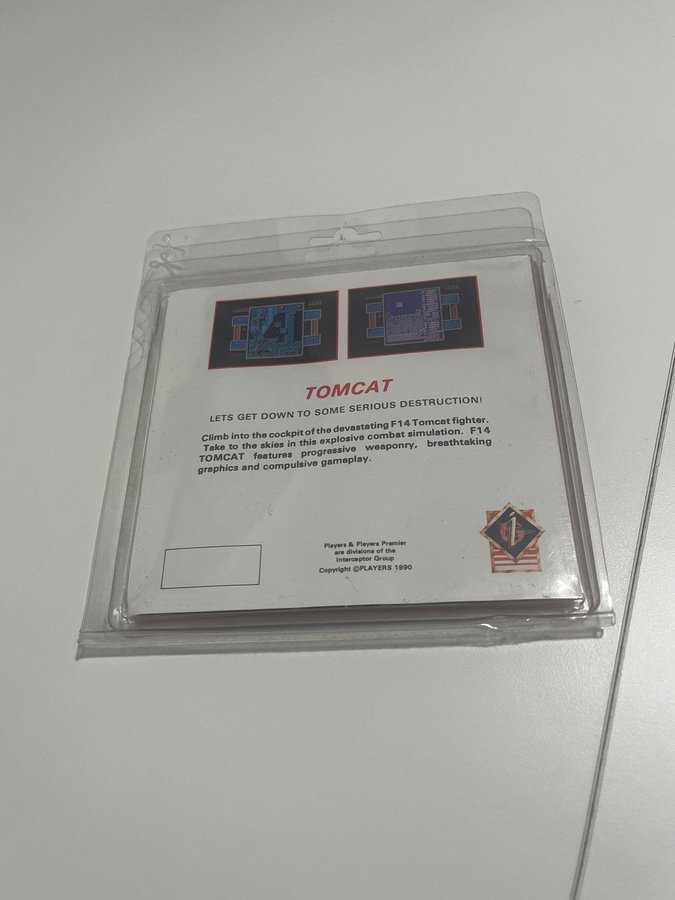 TOMCAT
LETS GET DOWN TO SOME SERIOUS DESTRUCTION!
Climb into the cockpit of the devastating F14 Tomcat fighter.
Take to the skies in this explosive combat simulation. F14
TOMCAT features progressive weaponry, breathtaking
graphics and compulsive gameplay.
Players & Players Premier
are divisions of the
Interceptor Group
Copyright ©PLAYERS 1990